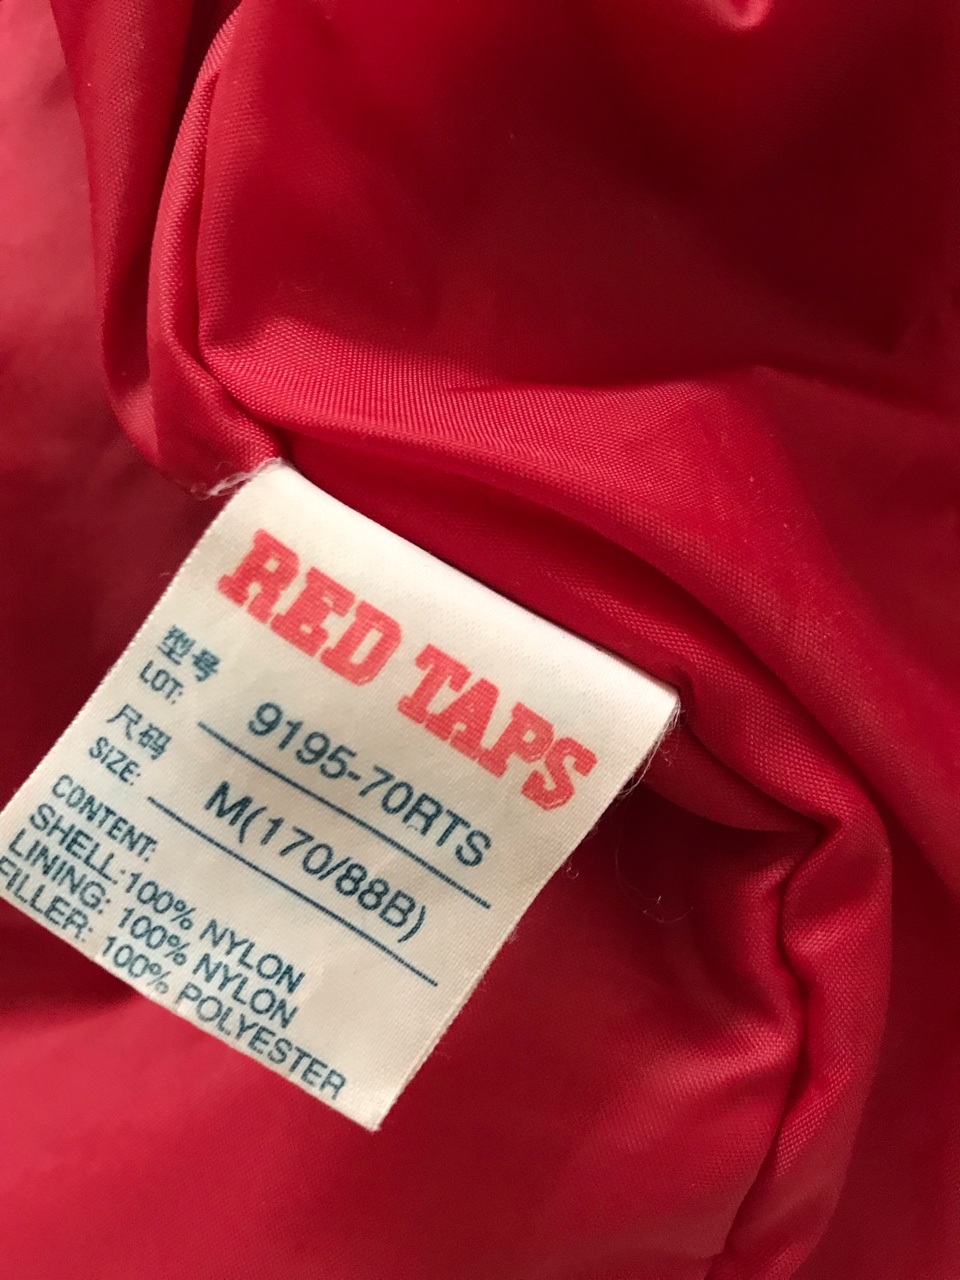 RED TAPS
型号
LOT: 9195-70RTS
尺码
SIZE: M(170/88B)
CONTENT:
SHELL:100% NYLON
LINING: 100% NYLON
FILLER: 100% POLYESTER